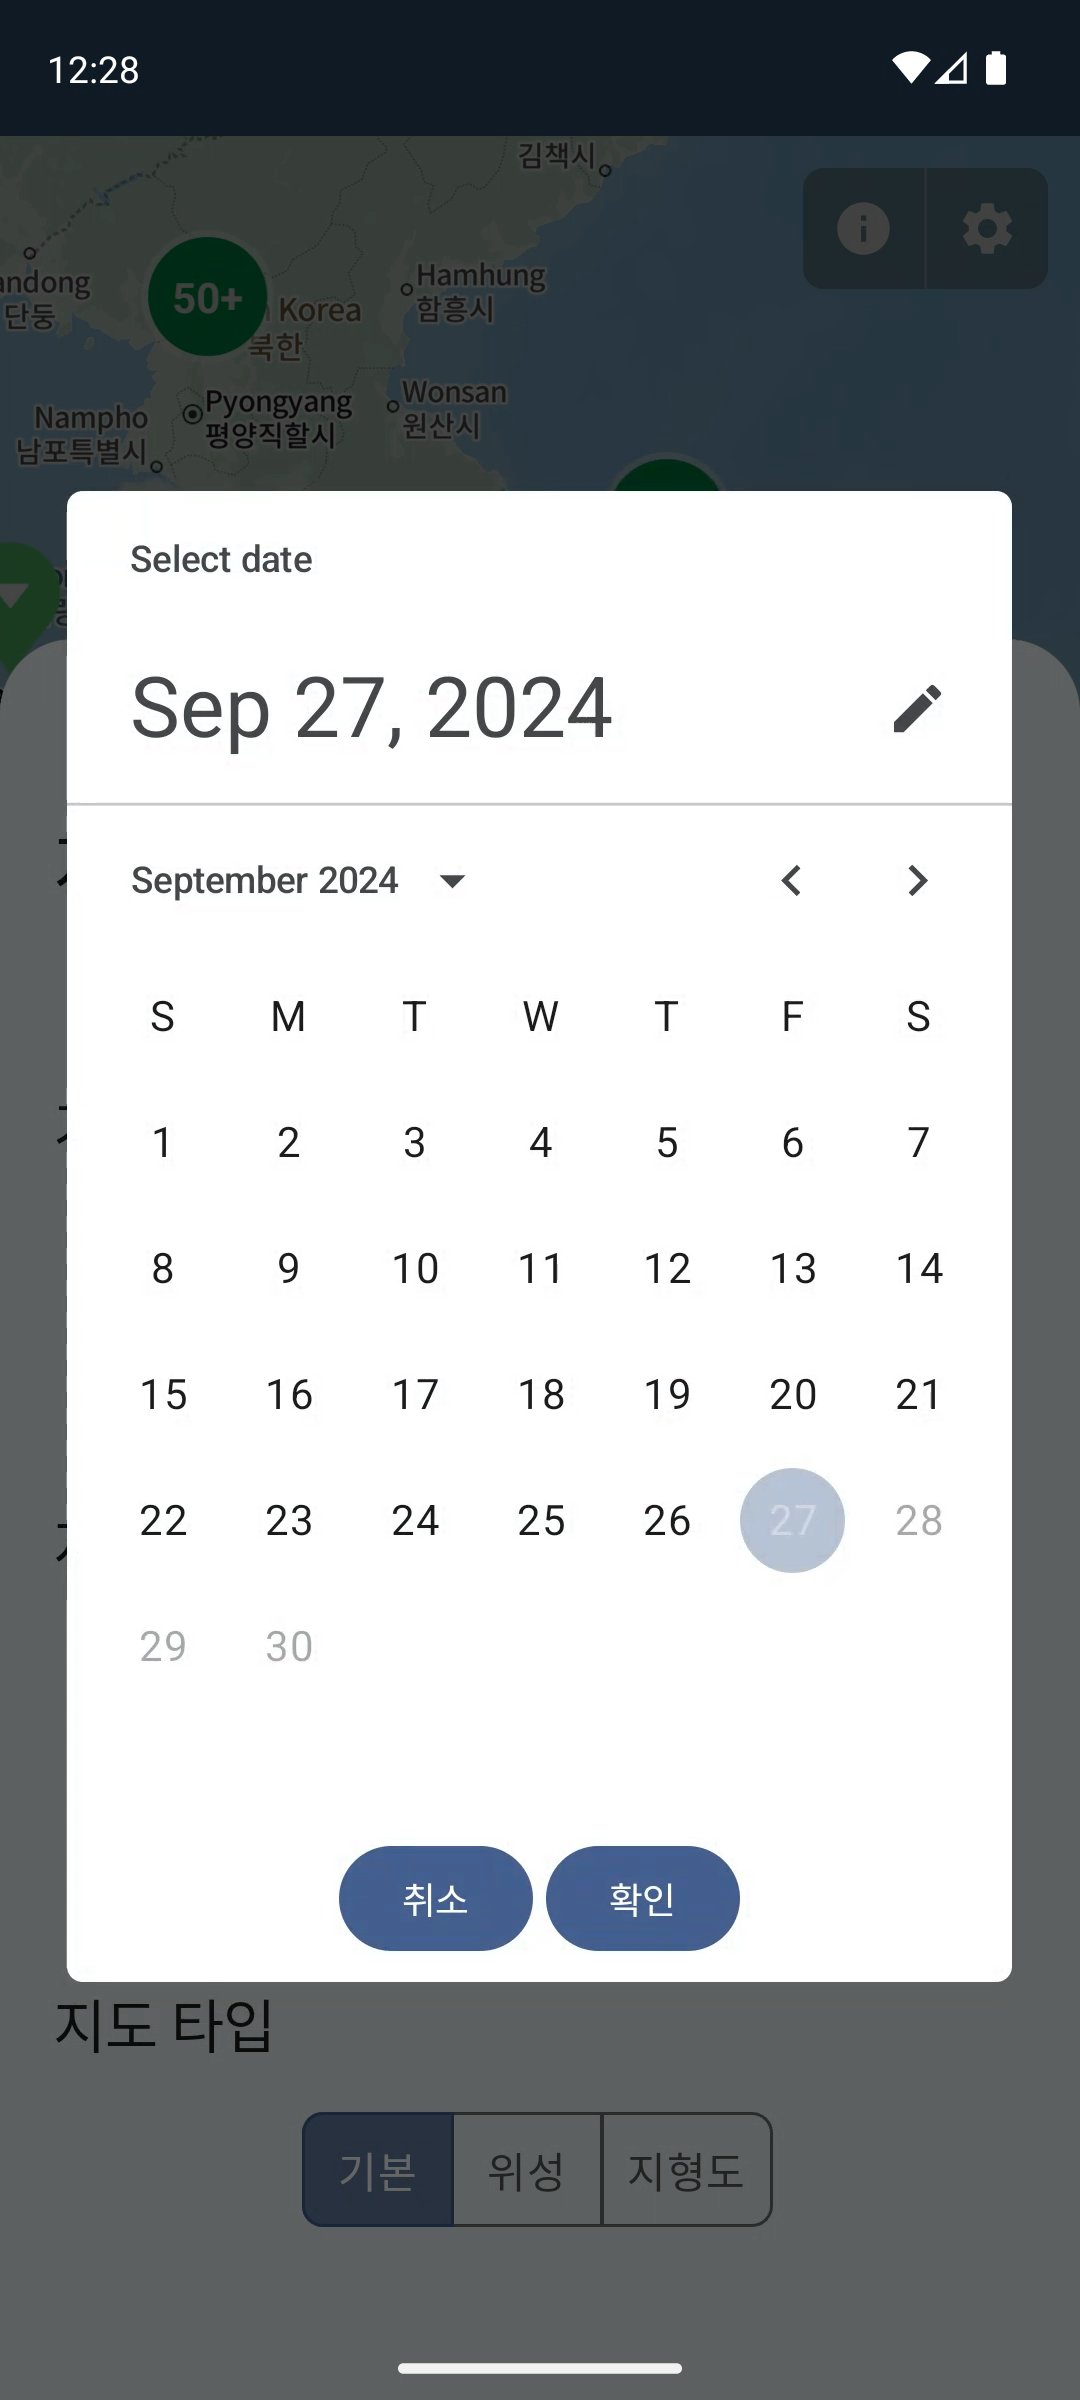 12:28
김책시
Hamhung
함흥시
andong
단둥
50+
Korea
북한
Wonsan
원산시
Pyongyang
평양직할시
Nampho
남포특별시
Select date
Sep 27, 2024
September 2024
S M T W T F S
1 2 3 4 5 6 7
8 9 10 11 12 13 14
15 16 17 18 19 20 21
22 23 24 25 26 27 28
29 30
취소 확인
지도 타입
기본 위성 지형도